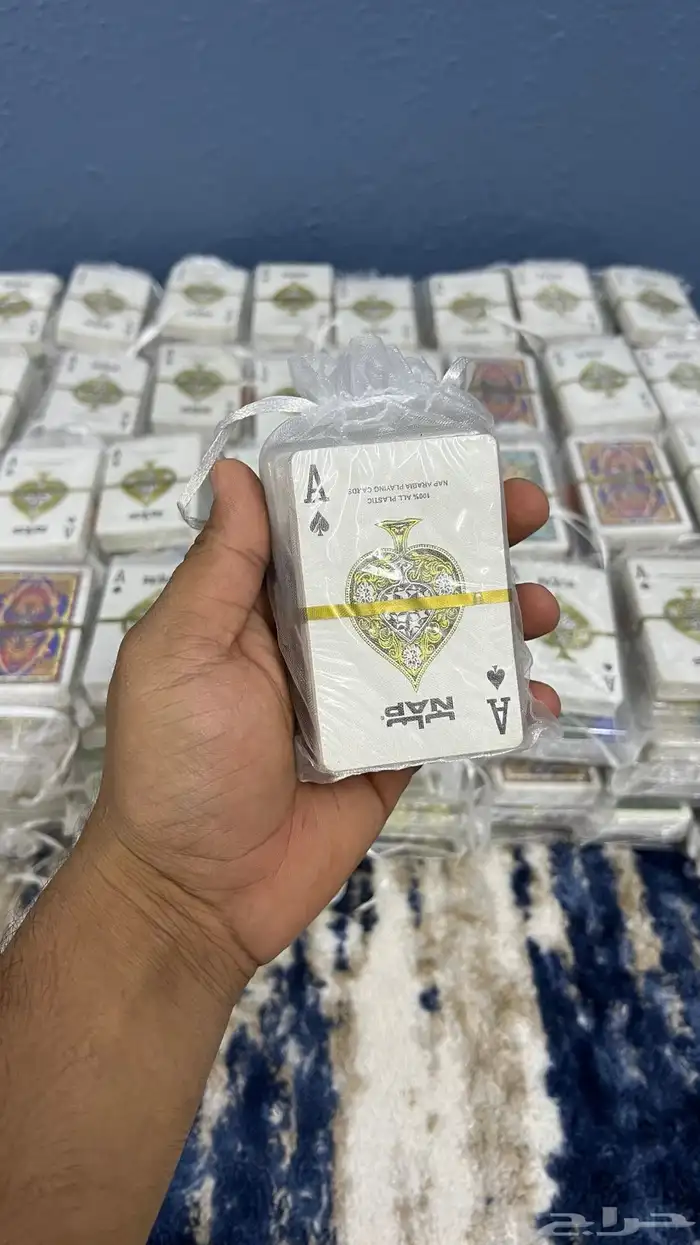 A
NAP ARABIA PLAYING CARDS
100% ALL PLASTIC
NAP
A
حراج